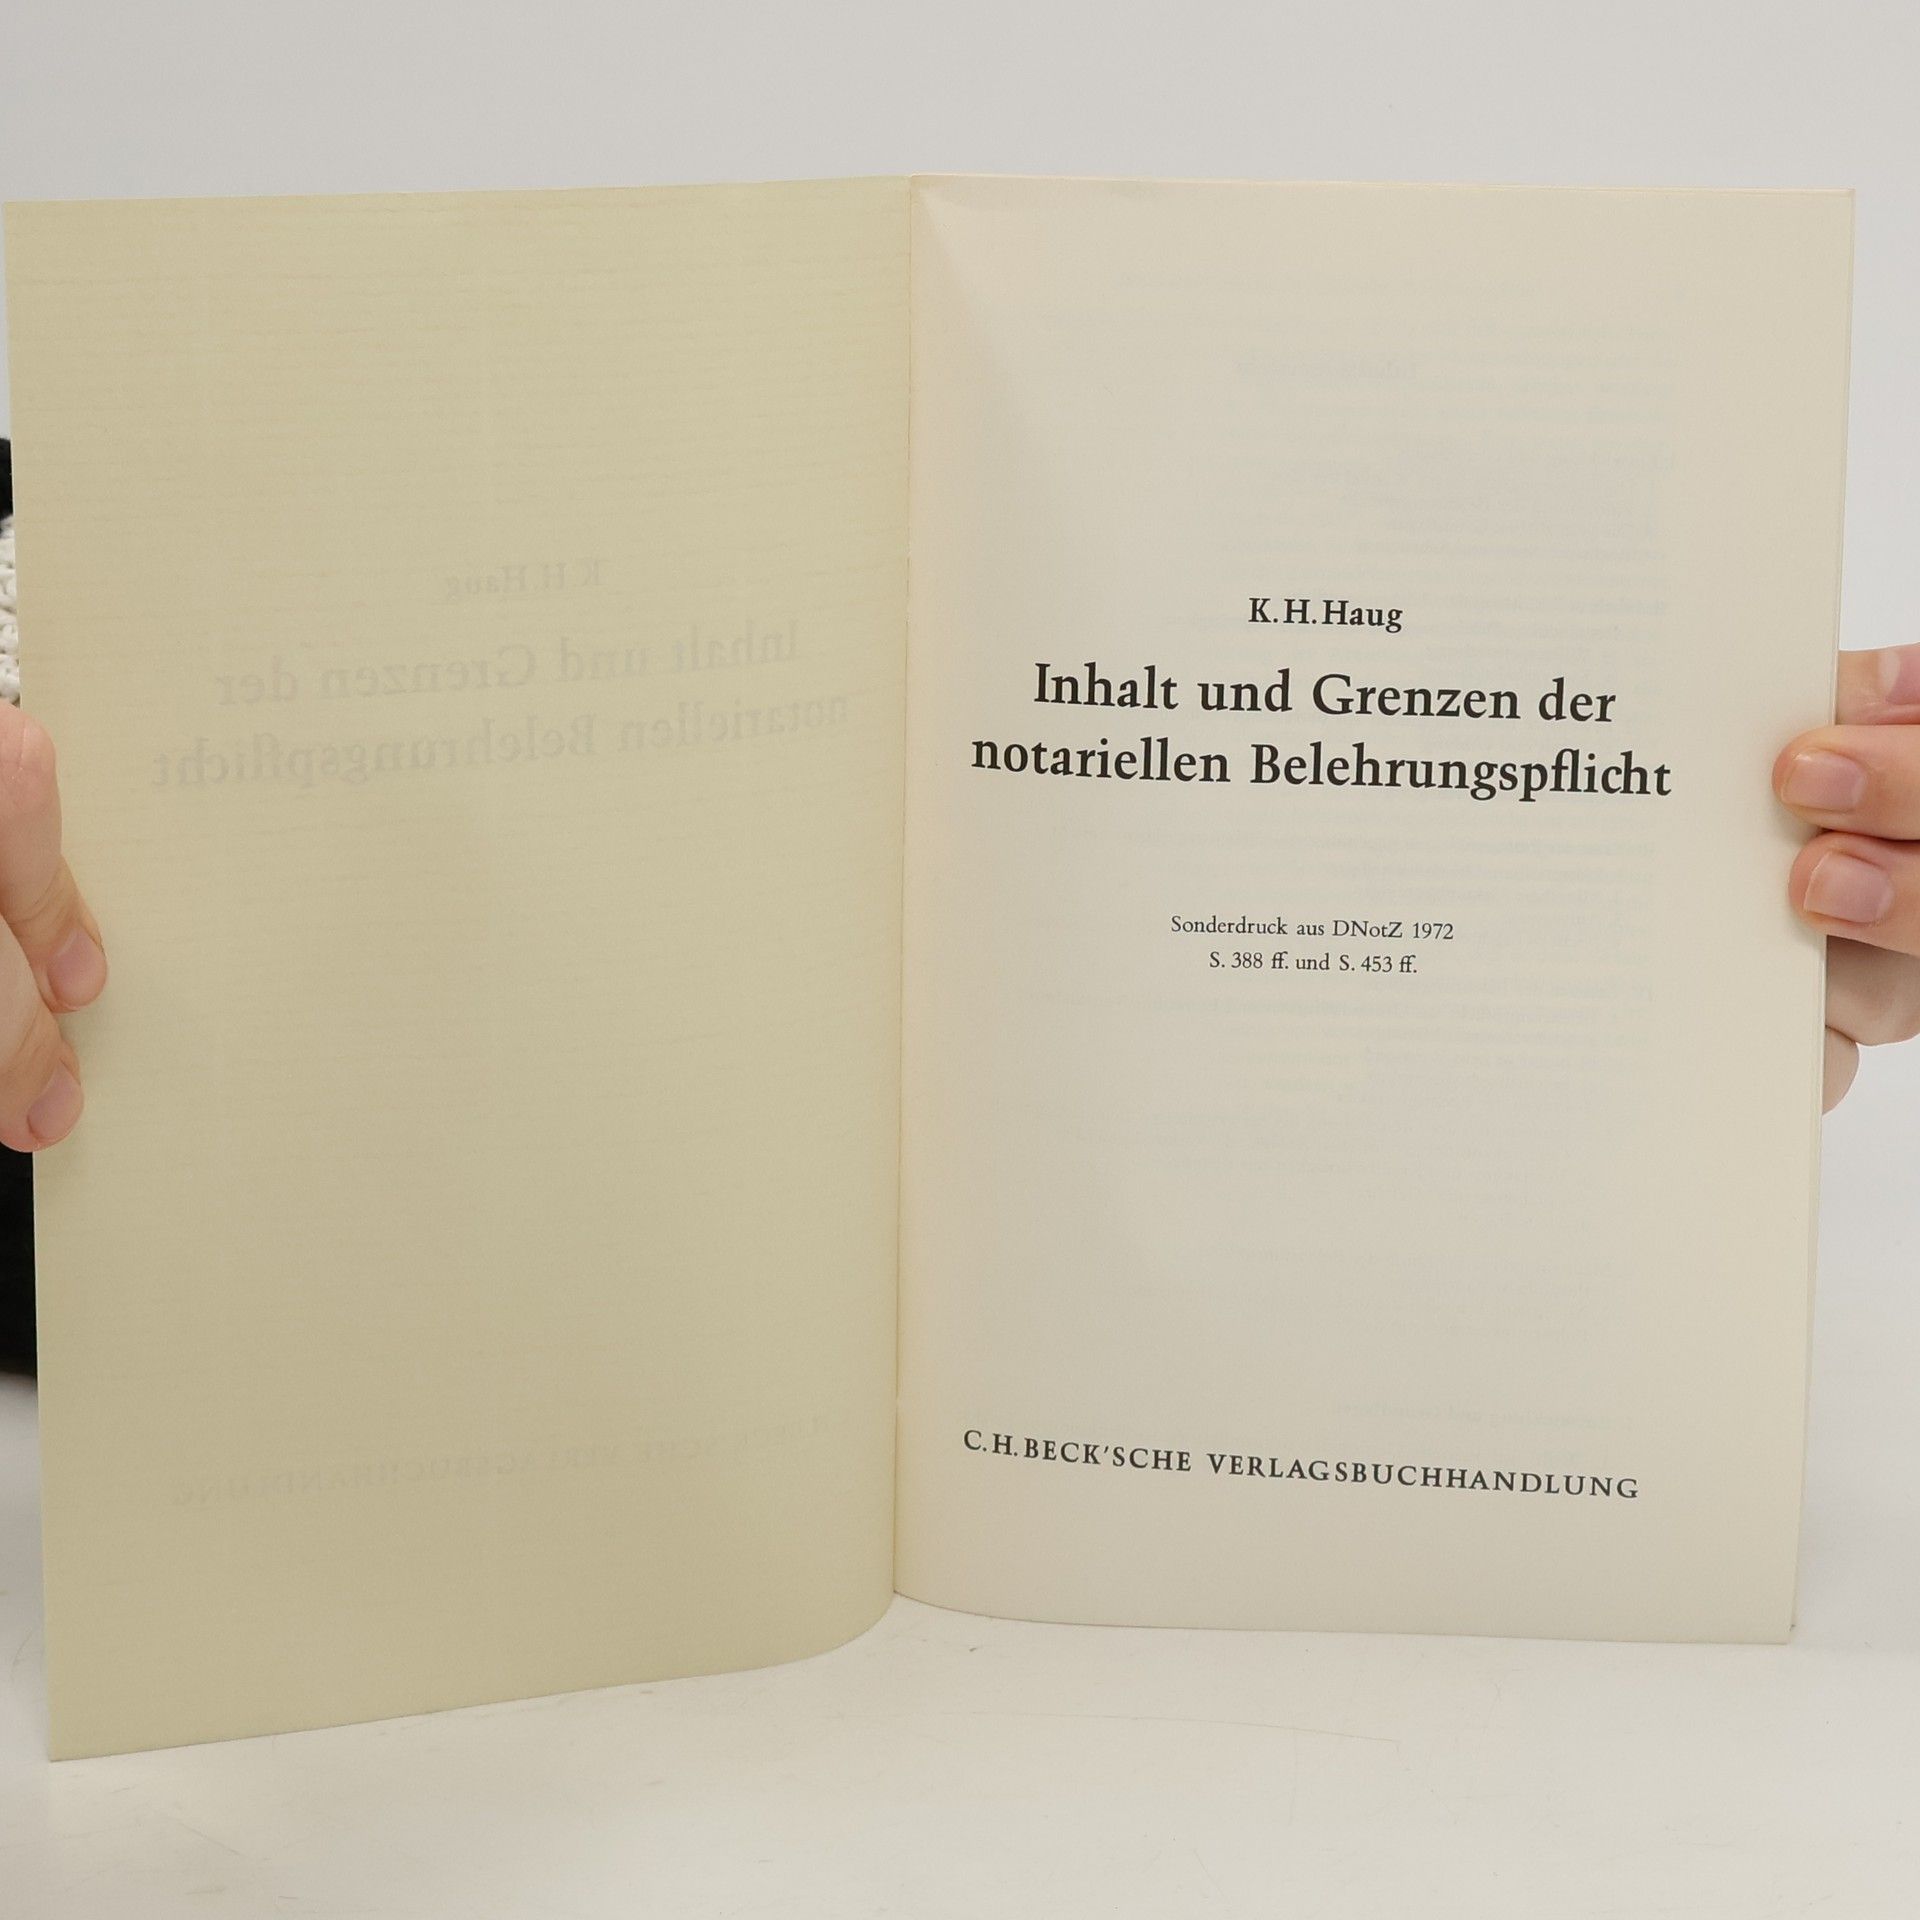 K. H. Haug
Inhalt und Grenzen der
notariellen Belehrungspflicht
Sonderdruck aus DNotZ 1972
S. 388 ff. und S. 453 ff.
C. H. BECK'SCHE VERLAGSBUCHHANDLUNG